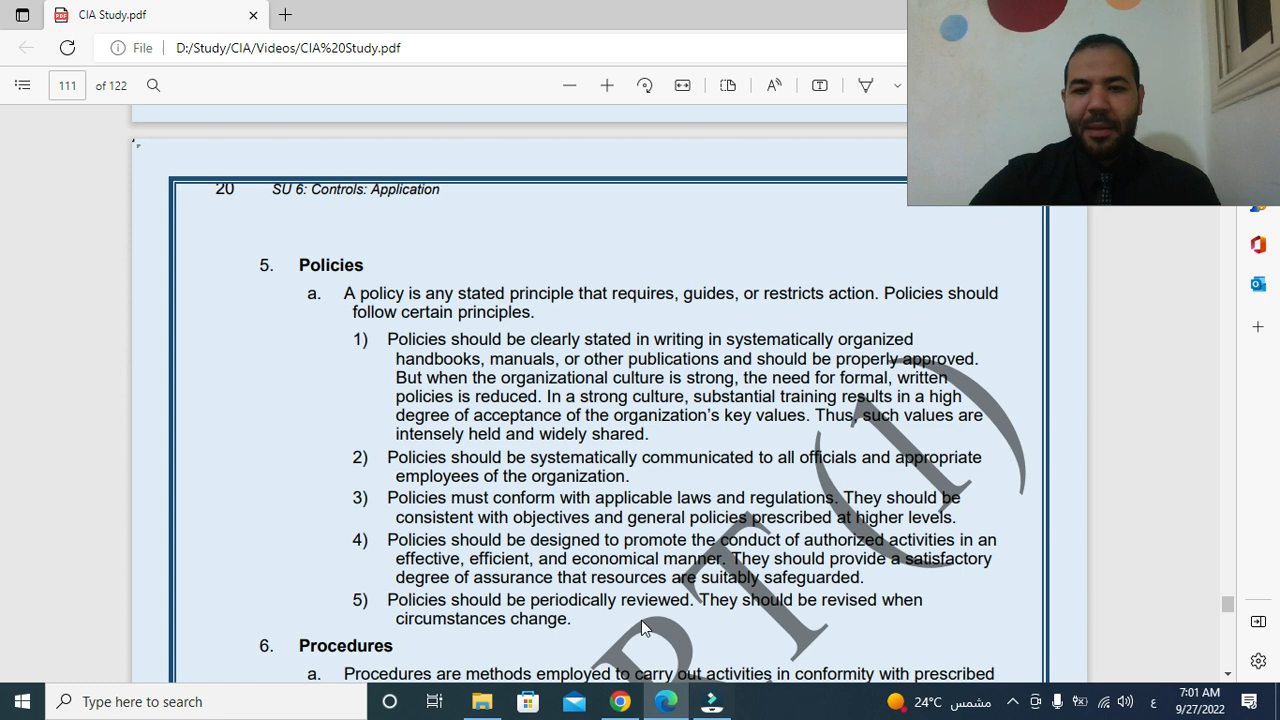 CIA Study.pdf
File
D:/Study/CIA/Videos/CIA%20Study.pdf
111
of 122
20
SU 6: Controls: Application
5. Policies
a. A policy is any stated principle that requires, guides, or restricts action. Policies should
follow certain principles.
1) Policies should be clearly stated in writing in systematically organized
handbooks, manuals, or other publications and should be properly approved.
But when the organizational culture is strong, the need for formal, written
policies is reduced. In a strong culture, substantial training results in a high
degree of acceptance of the organization's key values. Thus, such values are
intensely held and widely shared.
2) Policies should be systematically communicated to all officials and appropriate
employees of the organization.
3) Policies must conform with applicable laws and regulations. They should be
consistent with objectives and general policies prescribed at higher levels.
4) Policies should be designed to promote the conduct of authorized activities in an
effective, efficient, and economical manner. They should provide a satisfactory
degree of assurance that resources are suitably safeguarded.
5) Policies should be periodically reviewed. They should be revised when
circumstances change.
6. Procedures
a. Procedures are methods employed to carry out activities in conformity with prescribed
PT (I)
Type here to search
24°C مشمس
ع
7:01 AM
9/27/2022